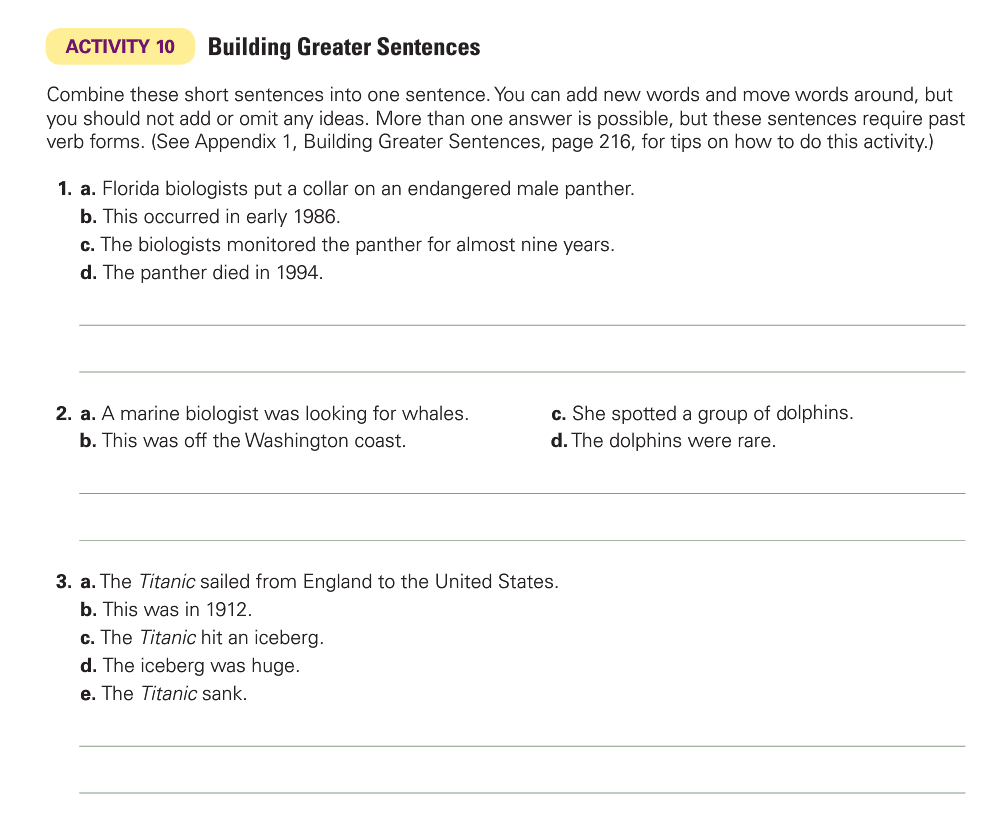 ACTIVITY 10 Building Greater Sentences
Combine these short sentences into one sentence. You can add new words and move words around, but
you should not add or omit any ideas. More than one answer is possible, but these sentences require past
verb forms. (See Appendix 1, Building Greater Sentences, page 216, for tips on how to do this activity.)
1. a. Florida biologists put a collar on an endangered male panther.
b. This occurred in early 1986.
c. The biologists monitored the panther for almost nine years.
d. The panther died in 1994.
2. a. A marine biologist was looking for whales.
b. This was off the Washington coast.
c. She spotted a group of dolphins.
d. The dolphins were rare.
3. a. The Titanic sailed from England to the United States.
b. This was in 1912.
c. The Titanic hit an iceberg.
d. The iceberg was huge.
e. The Titanic sank.